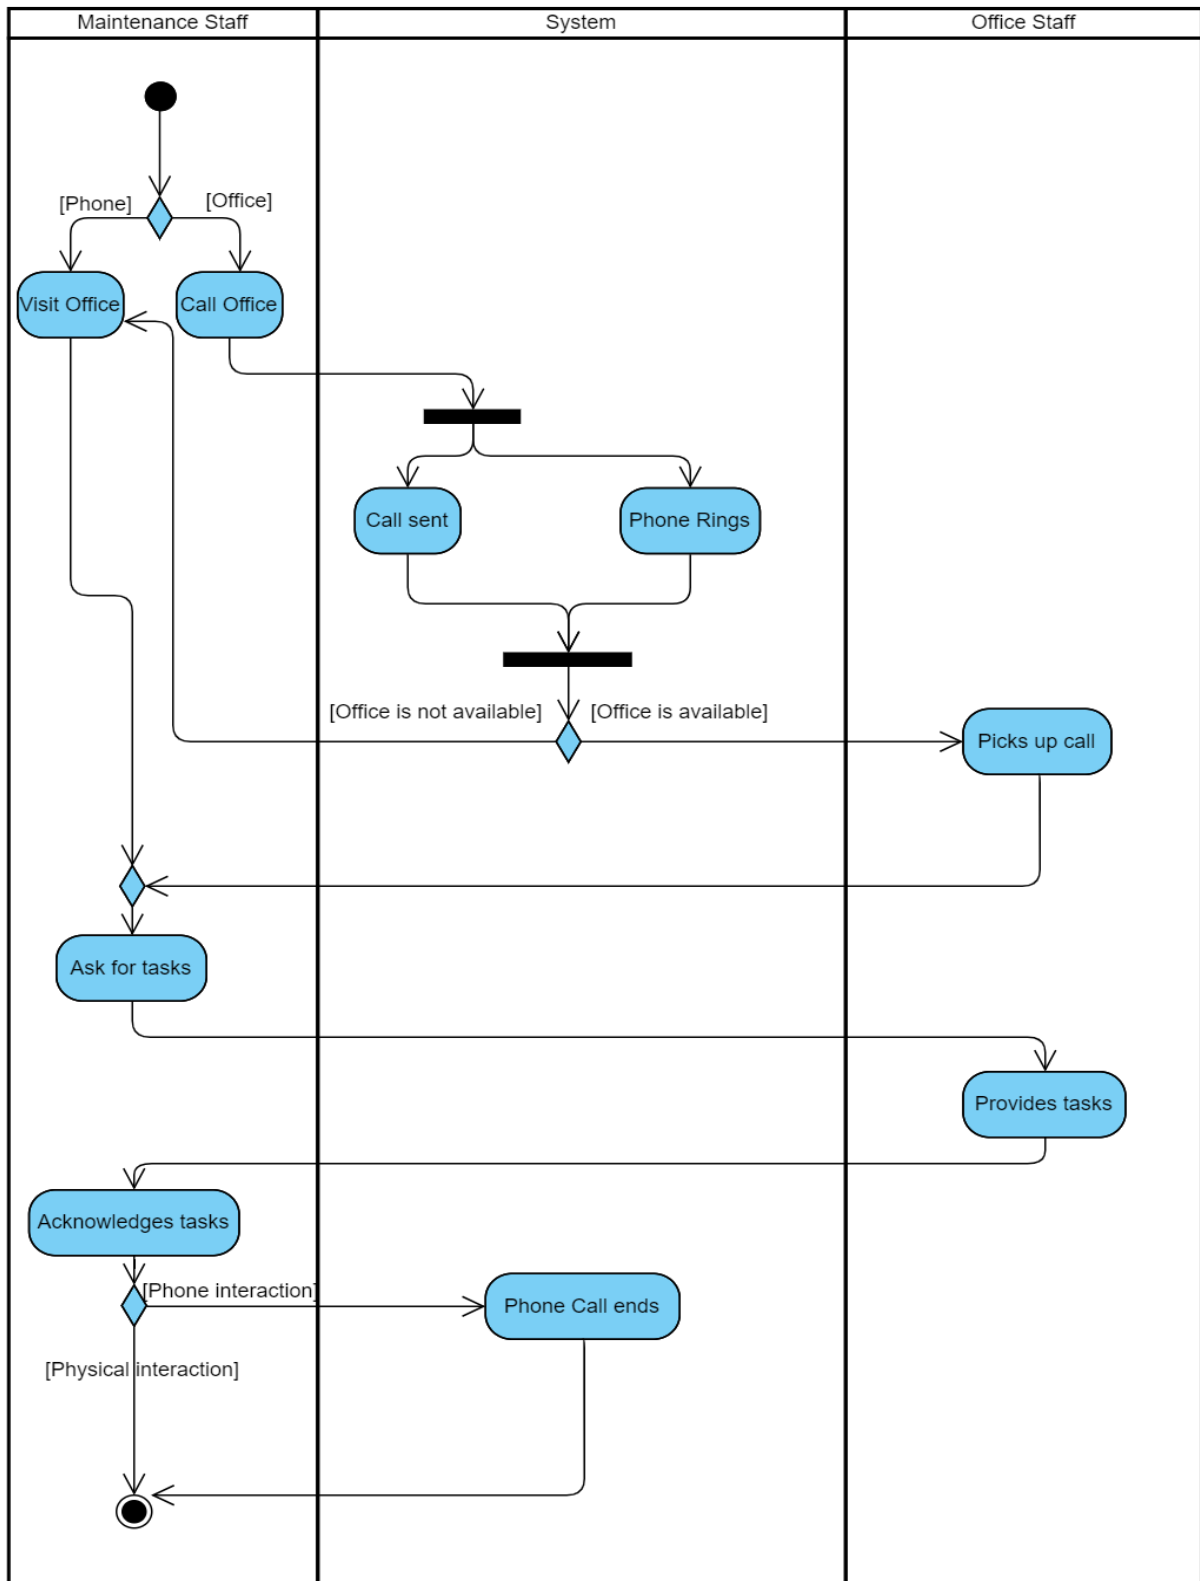 Maintenance Staff
System
Office Staff
[Phone]
[Office]
Visit Office
Call Office
Call sent
Phone Rings
[Office is not available]
[Office is available]
Picks up call
Ask for tasks
Provides tasks
Acknowledges tasks
[Phone interaction]
Phone Call ends
[Physical interaction]